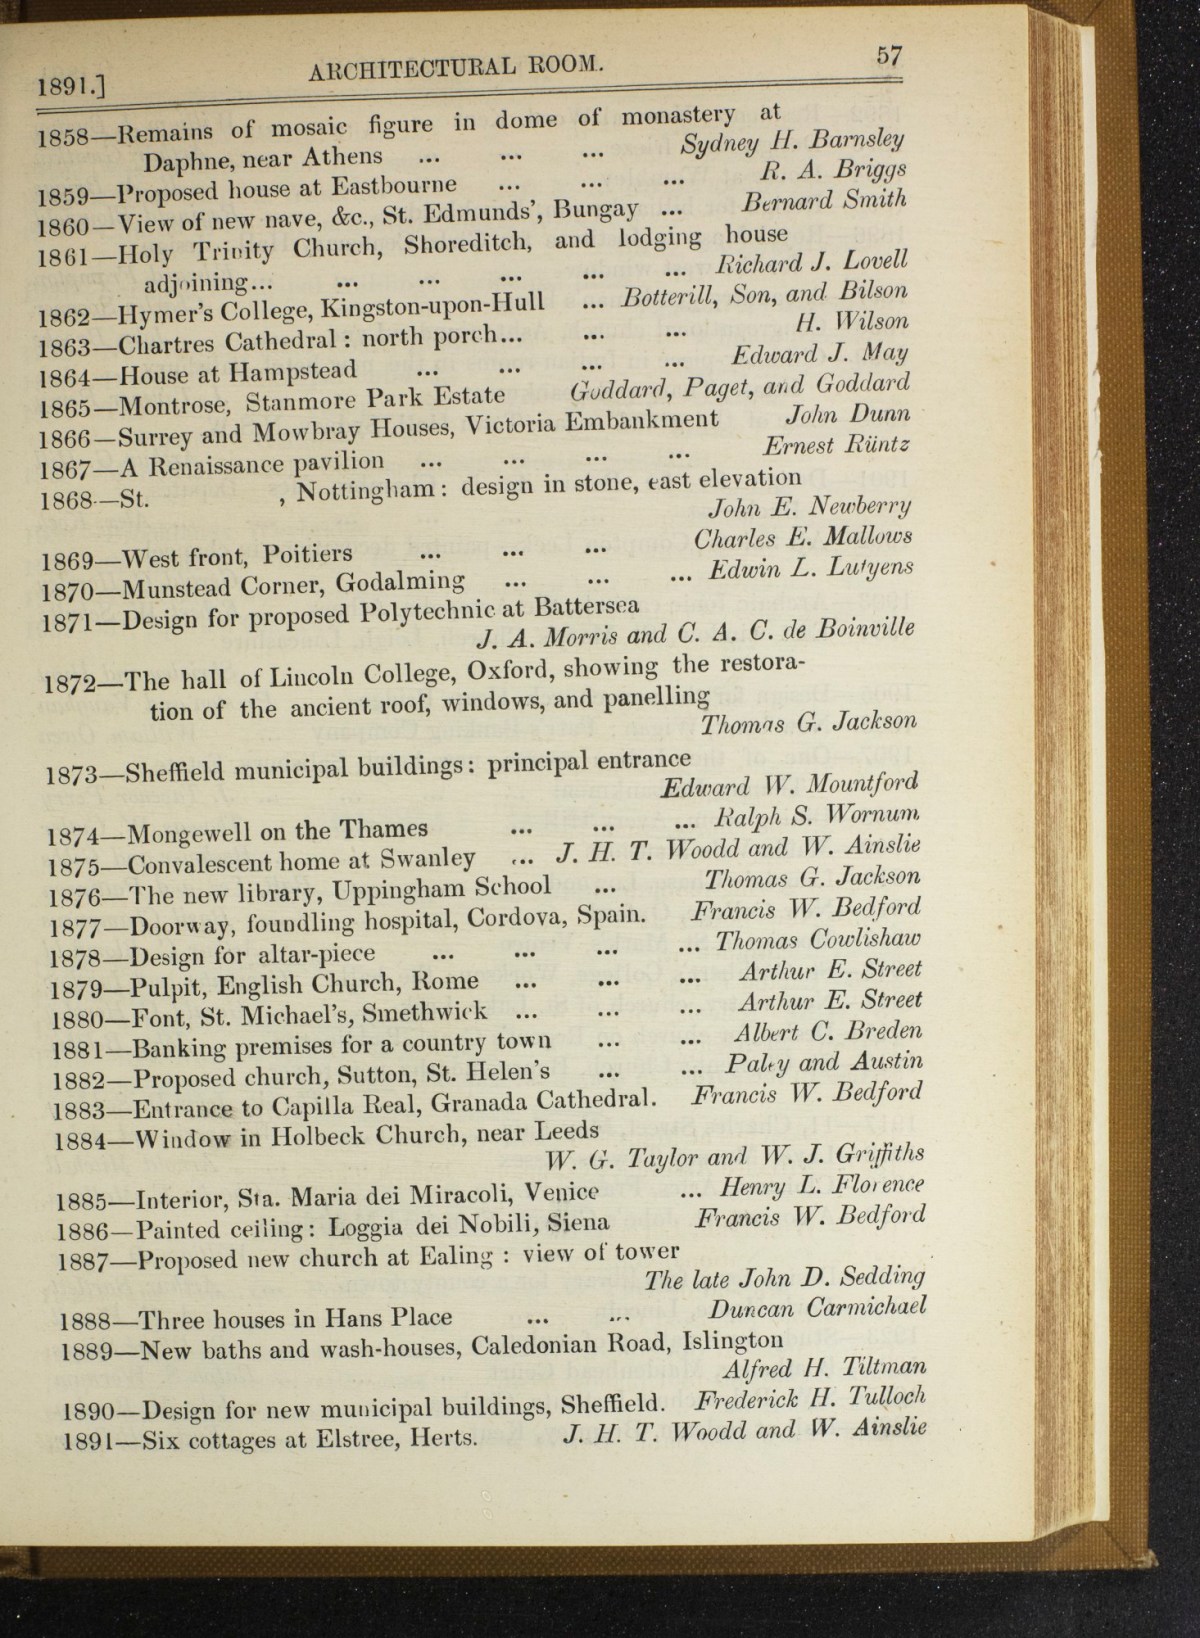 1891.] ARCHITECTURAL ROOM. 57
1858—Remains of mosaic figure in dome of monastery at
Daphne, near Athens ... ... ... Sydney H. Barnsley
1859—Proposed house at Eastbourne ... ... ... R. A. Briggs
1860—View of new nave, &c., St. Edmunds', Bungay ... Bernard Smith
1861—Holy Trinity Church, Shoreditch, and lodging house
adjoining... ... ... ... ... ... Richard J. Lovell
1862—Hymer's College, Kingston-upon-Hull ... Botterill, Son, and Bilson
1863—Chartres Cathedral : north porch... ... ... H. Wilson
1864—House at Hampstead ... ... ... ... Edward J. May
1865—Montrose, Stanmore Park Estate Goddard, Paget, and Goddard
1866—Surrey and Mowbray Houses, Victoria Embankment John Dunn
1867—A Renaissance pavilion ... ... ... ... Ernest Rüntz
1868—St. , Nottingham : design in stone, east elevation
John E. Newberry
1869—West front, Poitiers ... ... ... Charles E. Mallows
1870—Munstead Corner, Godalming ... ... ... Edwin L. Lutyens
1871—Design for proposed Polytechnic at Battersea
J. A. Morris and C. A. C. de Boinville
1872—The hall of Lincoln College, Oxford, showing the restora-
tion of the ancient roof, windows, and panelling
Thomas G. Jackson
1873—Sheffield municipal buildings : principal entrance
Edward W. Mountford
1874—Mongewell on the Thames ... ... ... Ralph S. Wornum
1875—Convalescent home at Swanley ... J. H. T. Woodd and W. Ainslie
1876—The new library, Uppingham School ... Thomas G. Jackson
1877—Doorway, foundling hospital, Cordova, Spain. Francis W. Bedford
1878—Design for altar-piece ... ... ... ... Thomas Cowlishaw
1879—Pulpit, English Church, Rome ... ... ... Arthur E. Street
1880—Font, St. Michael's, Smethwick ... ... ... Arthur E. Street
1881—Banking premises for a country town ... ... Albert C. Breden
1882—Proposed church, Sutton, St. Helen's ... ... Paley and Austin
1883—Entrance to Capilla Real, Granada Cathedral. Francis W. Bedford
1884—Window in Holbeck Church, near Leeds
W. G. Taylor and W. J. Griffiths
1885—Interior, Sta. Maria dei Miracoli, Venice ... Henry L. Florence
1886—Painted ceiling : Loggia dei Nobili, Siena Francis W. Bedford
1887—Proposed new church at Ealing : view of tower
The late John D. Sedding
1888—Three houses in Hans Place ... ... Duncan Carmichael
1889—New baths and wash-houses, Caledonian Road, Islington
Alfred H. Tiltman
1890—Design for new municipal buildings, Sheffield. Frederick H. Tulloch
1891—Six cottages at Elstree, Herts. J. H. T. Woodd and W. Ainslie